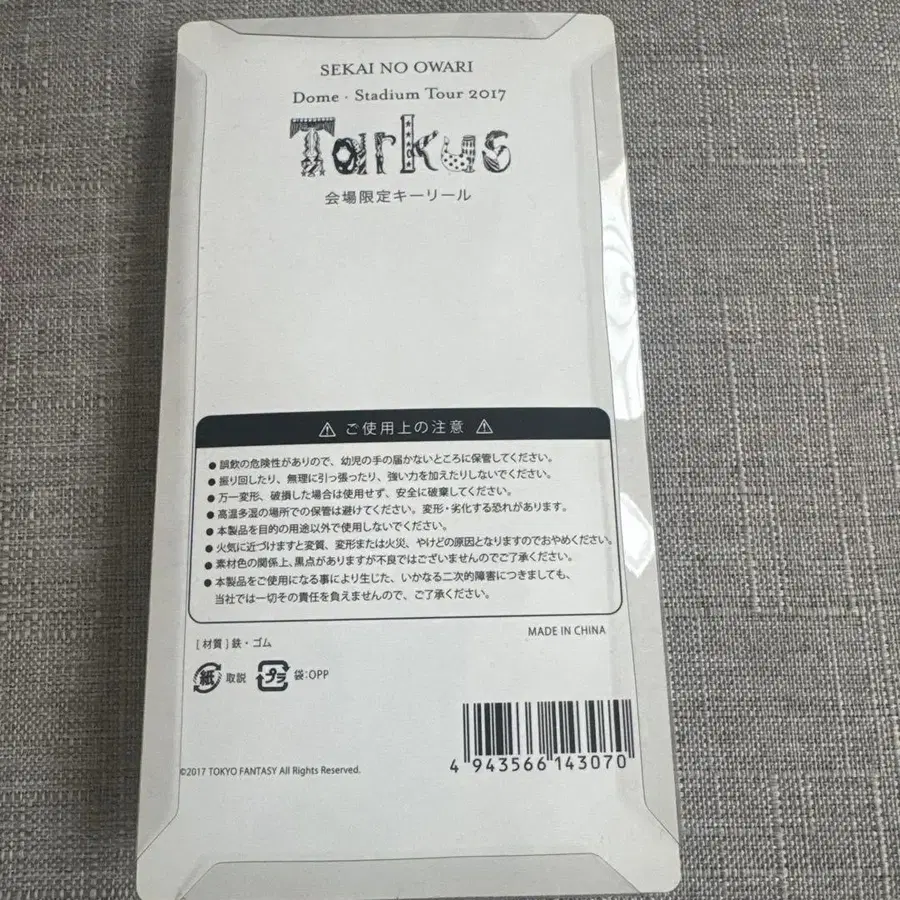 SEKAI NO OWARI
Dome・Stadium Tour 2017
Tarkus
会場限定キーリール
⚠ ご使用上の注意 ⚠
● 誤飲の危険性がありので、幼児の手の届かないところに保管してください。
● 振り回したり、無理に引っ張ったり、強い力を加えたりしないでください。
● 万一変形、破損した場合は使用せず、安全に破棄してください。
● 高温多湿の場所での保管は避けてください。変形・劣化する恐れがあります。
● 本製品を目的の用途以外で使用しないでください。
● 火気に近づけますと変質、変形または火災、やけどの原因となりますのでおやめください。
● 素材色の関係上、黒点がありますが不良ではございませんのでご了承ください。
● 本製品をご使用になる事により生じた、いかなる二次的障害につきましても、
当社では一切その責任を負えませんので、ご了承ください。
MADE IN CHINA
[材質] 鉄・ゴム
紙 取説 プラ 袋:OPP
4 943566 143070
©2017 TOKYO FANTASY All Rights Reserved.